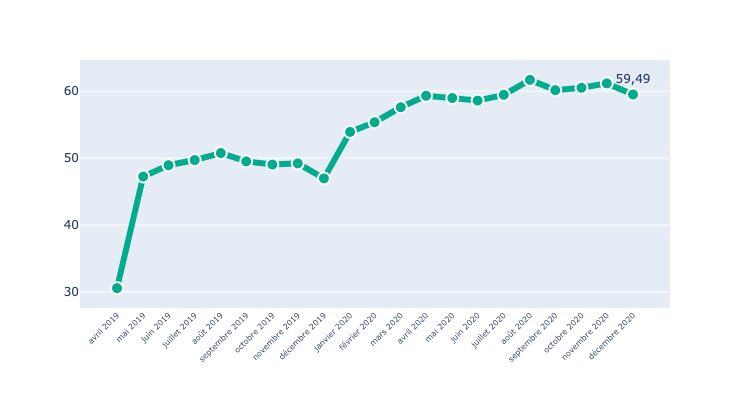 60
50
40
30
59,49
avril 2019
mai 2019
juin 2019
juillet 2019
août 2019
septembre 2019
octobre 2019
novembre 2019
décembre 2019
janvier 2020
février 2020
mars 2020
avril 2020
mai 2020
juin 2020
juillet 2020
août 2020
septembre 2020
octobre 2020
novembre 2020
décembre 2020